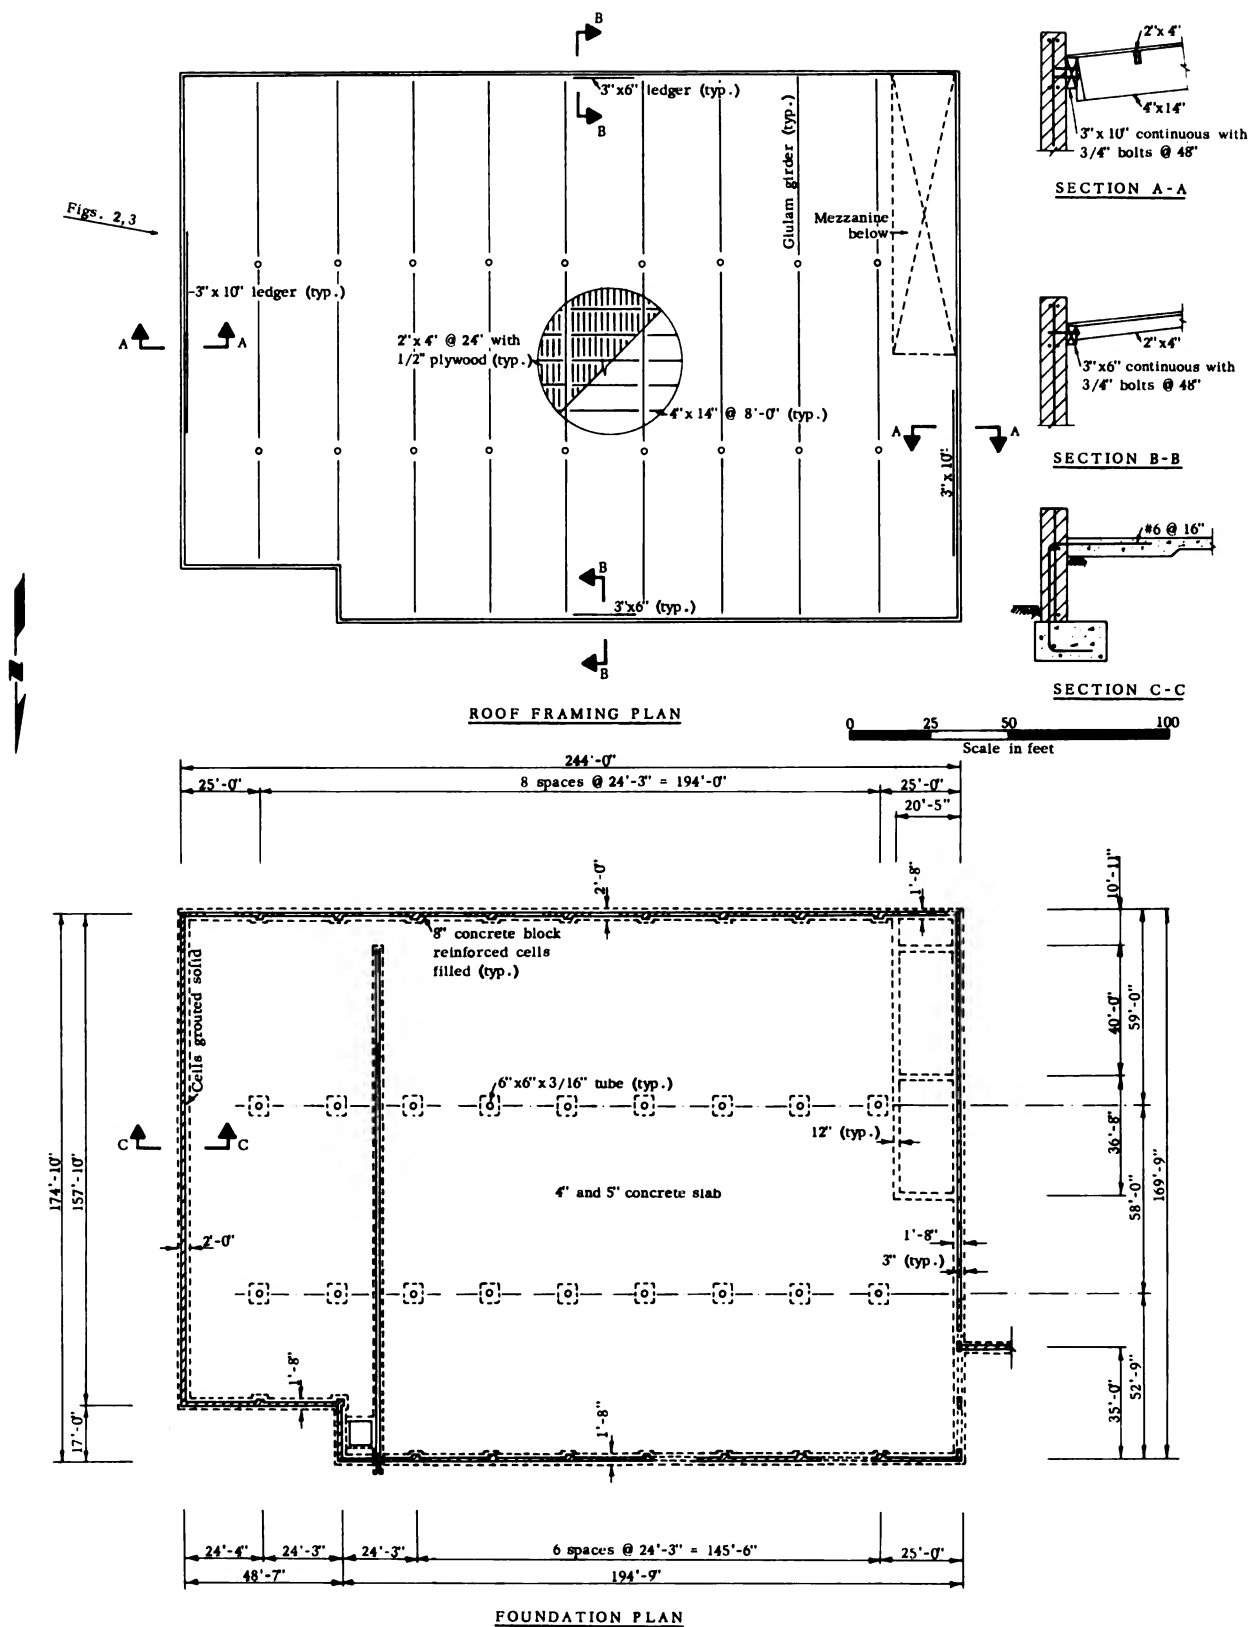 B
2"x 4"
3"x6" ledger (typ.)
B
4"x14"
3"x 10" continuous with
3/4" bolts @ 48"
SECTION A-A
Glulam girder (typ.)
Figs. 2,3
Mezzanine
below
3"x 10" ledger (typ.)
A
A
2"x 4" @ 24" with
1/2" plywood (typ.)
4"x 14" @ 8'-0" (typ.)
2"x4"
3"x6" continuous with
3/4" bolts @ 48"
SECTION B-B
A
A
3"x 10"
#6 @ 16"
B
3"x6" (typ.)
B
N
SECTION C-C
ROOF FRAMING PLAN
0 25 50 100
Scale in feet
244'-0"
25'-0"
8 spaces @ 24'-3" = 194'-0"
25'-0"
20'-5"
2'-0"
1'-8"
10'-11"
8" concrete block
reinforced cells
filled (typ.)
Cells grouted solid
40'-0"
59'-0"
6"x6"x3/16" tube (typ.)
12" (typ.)
36'-8"
C
C
174'-10"
157'-10"
4" and 5" concrete slab
58'-0"
169'-9"
2'-0"
1'-8"
3" (typ.)
1'-8"
17'-0"
1'-8"
35'-0"
52'-9"
24'-4"
24'-3"
24'-3"
6 spaces @ 24'-3" = 145'-6"
25'-0"
48'-7"
194'-9"
FOUNDATION PLAN